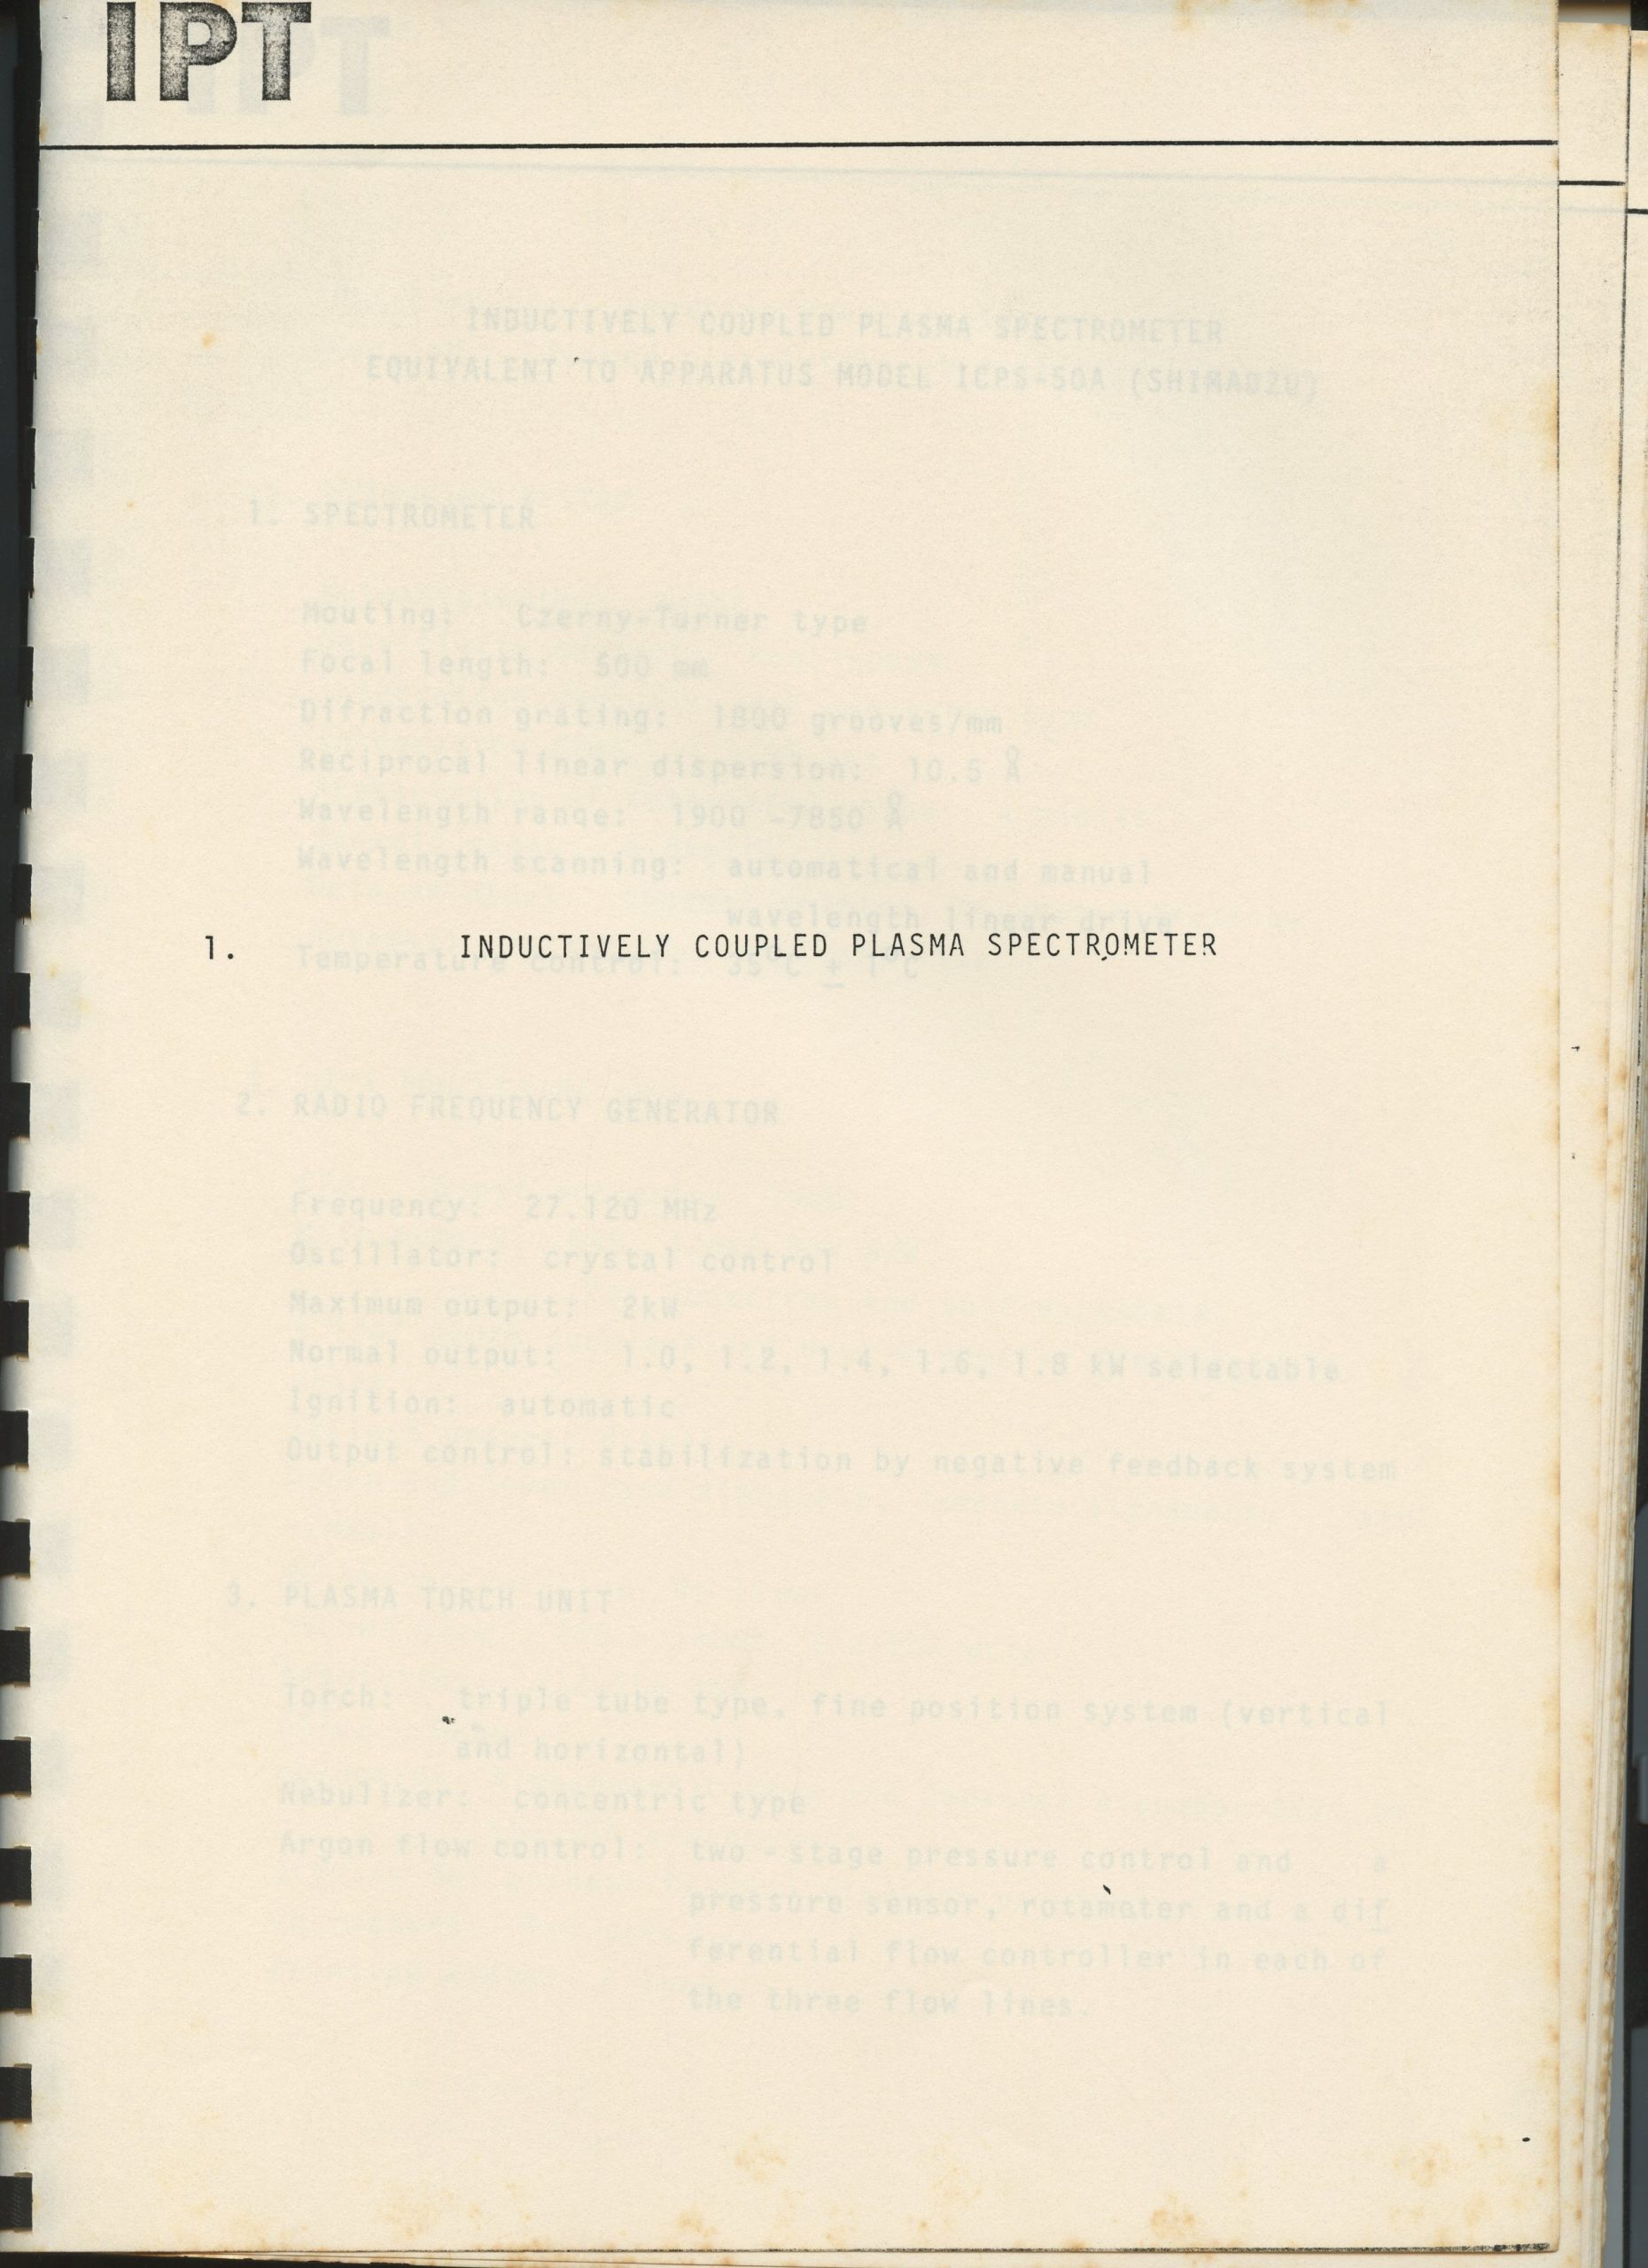 IPT
INDUCTIVELY COUPLED PLASMA SPECTROMETER
EQUIVALENT TO APPARATUS MODEL ICPS-50A (SHIMADZU)
1. SPECTROMETER
Mouting: Czerny-Turner type
Focal length: 500 mm
Difraction grating: 1800 grooves/mm
Reciprocal linear dispersion: 10.5 Å
Wavelength range: 1900 -7850 Å
Wavelength scanning: automatical and manual
wavelength linear drive
1. INDUCTIVELY COUPLED PLASMA SPECTROMETER
Temperature control: 35°C ± 1°C
2. RADIO FREQUENCY GENERATOR
Frequency: 27.120 MHz
Oscillator: crystal control
Maximum output: 2kW
Normal output: 1.0, 1.2, 1.4, 1.6, 1.8 kW selectable
Ignition: automatic
Output control: stabilization by negative feedback system
3. PLASMA TORCH UNIT
Torch: triple tube type, fine position system (vertical
and horizontal)
Nebulizer: concentric type
Argon flow control: two - stage pressure control and a
pressure sensor, rotameter and a dif
ferential flow controller in each of
the three flow lines.